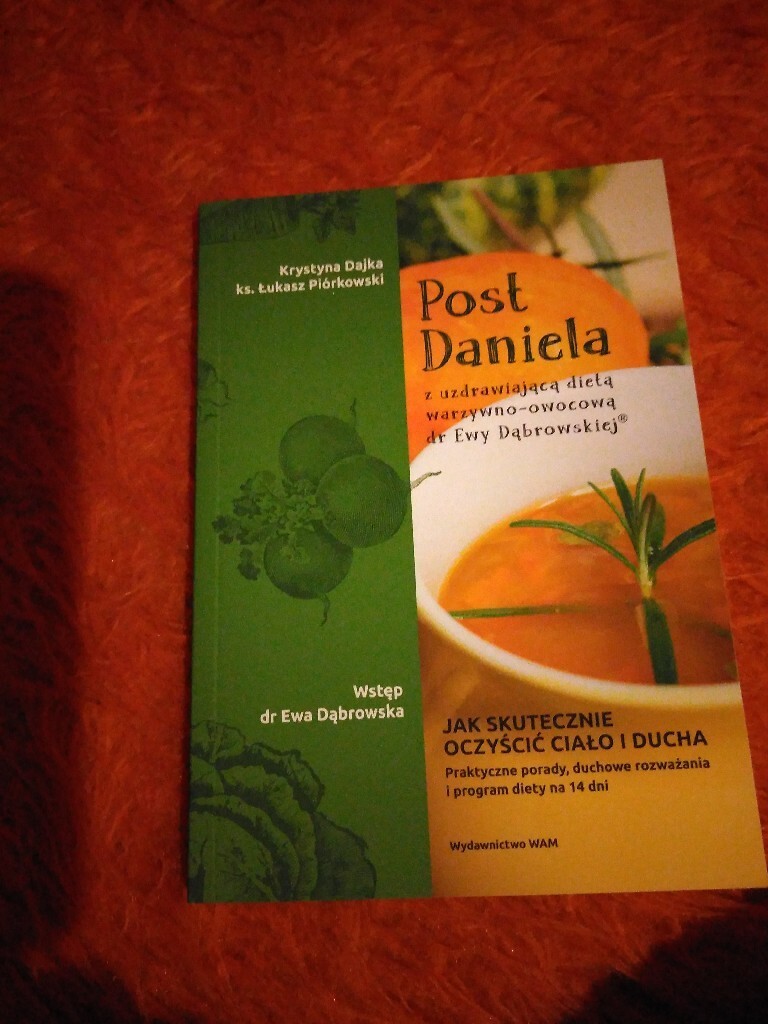 Krystyna Dajka
ks. Łukasz Piórkowski
Post
Daniela
z uzdrawiającą dietą
warzywno-owocową
dr Ewy Dąbrowskiej®
Wstęp
dr Ewa Dąbrowska
JAK SKUTECZNIE
OCZYŚCIĆ CIAŁO I DUCHA
Praktyczne porady, duchowe rozważania
i program diety na 14 dni
Wydawnictwo WAM